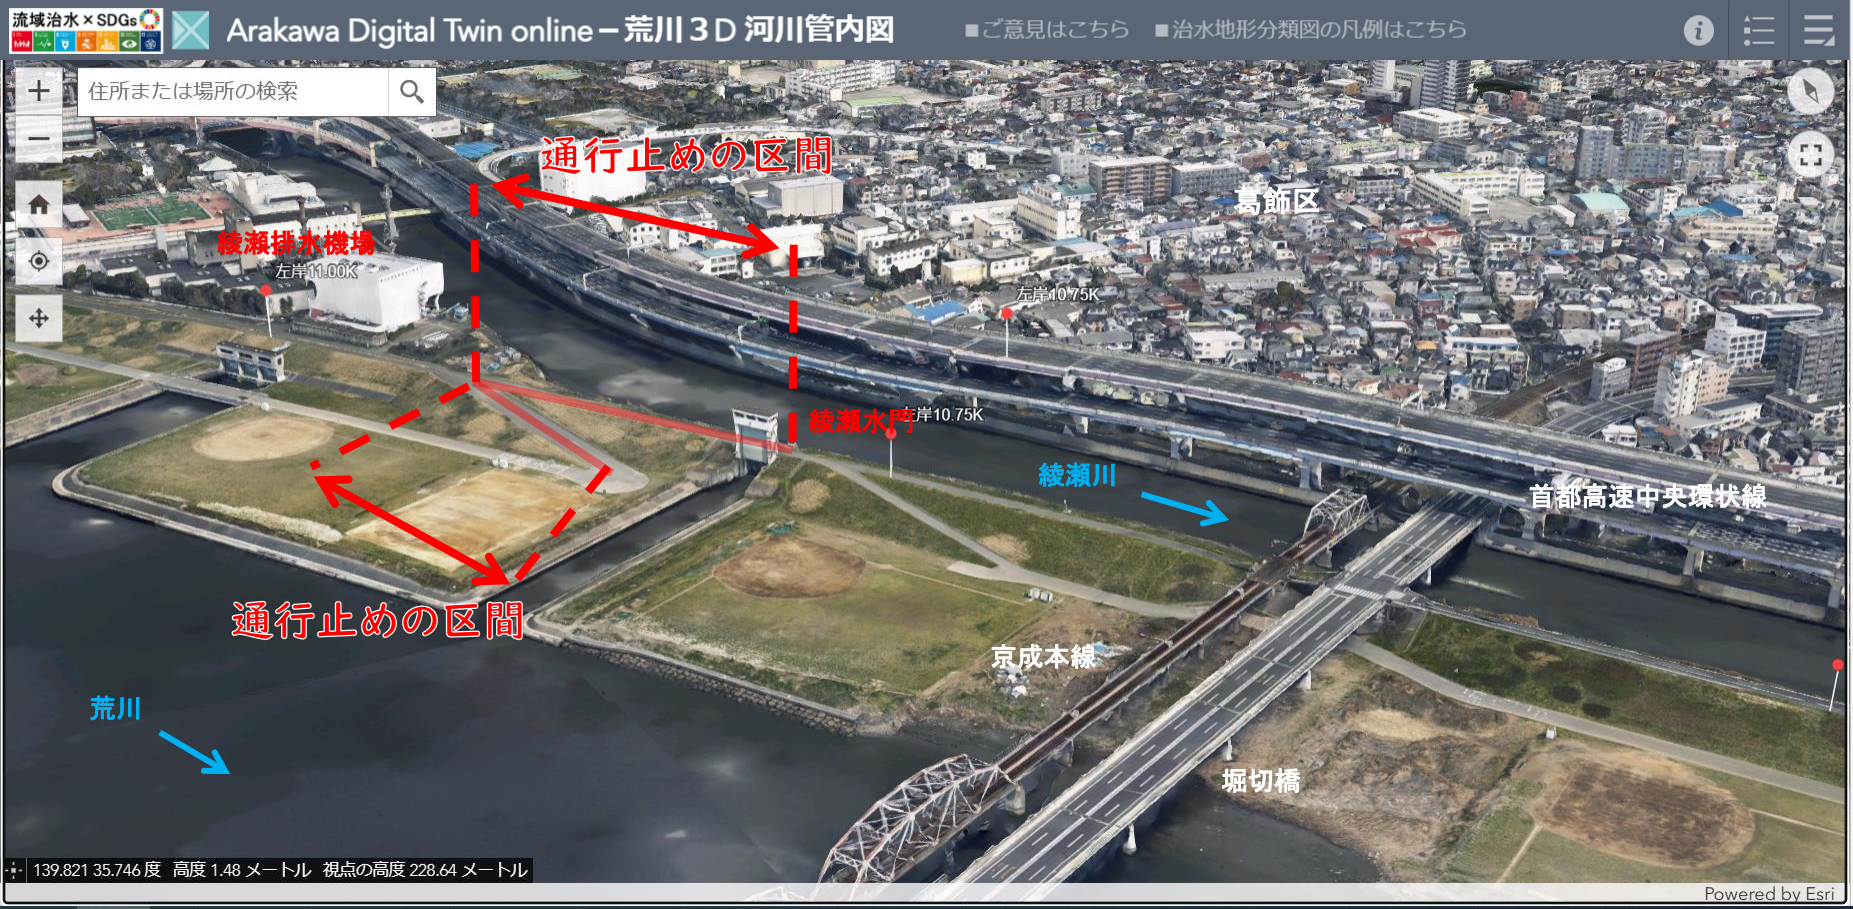 流域治水×SDGs
Arakawa Digital Twin online－荒川３D 河川管内図
■ご意見はこちら
■治水地形分類図の凡例はこちら
住所または場所の検索
通行止めの区間
葛飾区
綾瀬排水機場
左岸11.00K
左岸10.75K
綾瀬水門
左岸10.75K
綾瀬川
首都高速中央環状線
通行止めの区間
京成本線
荒川
堀切橋
139.821 35.746 度 高度 1.48 メートル 視点の高度 228.64 メートル
Powered by Esri